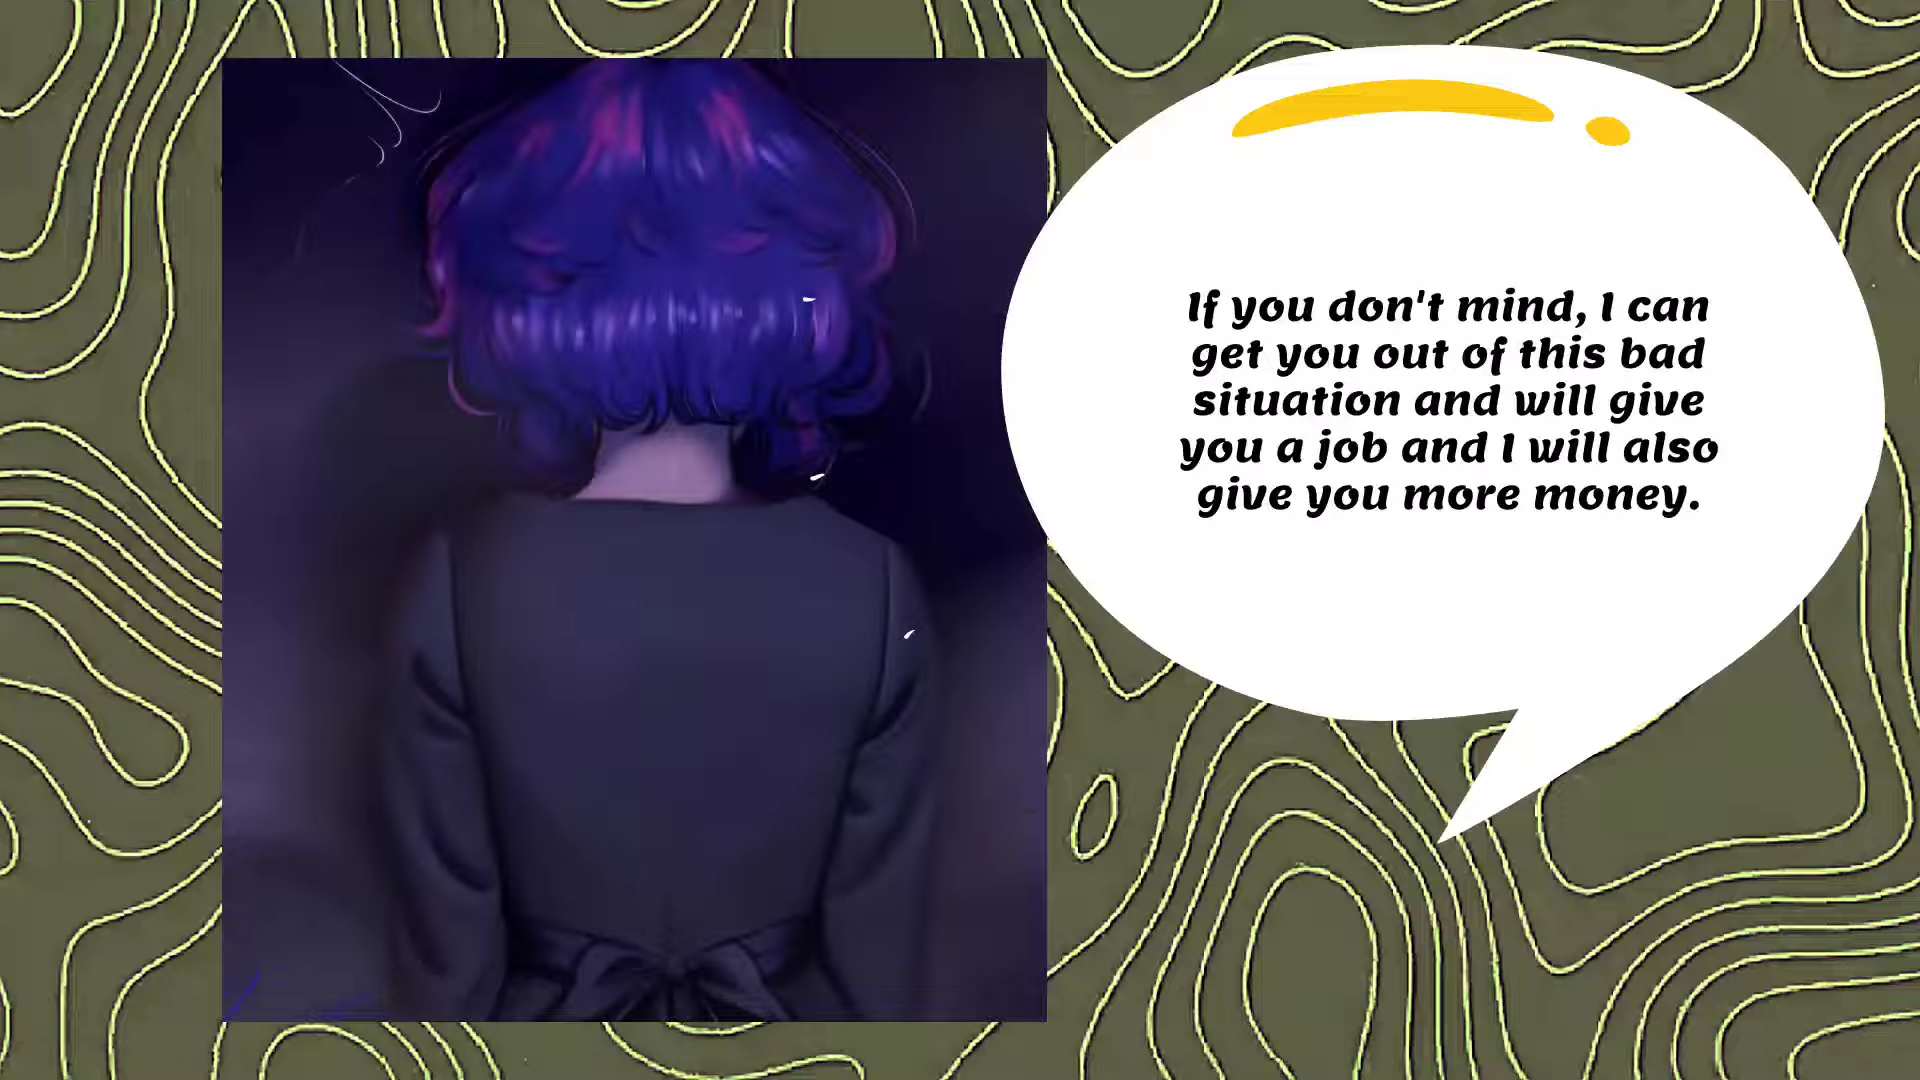 If you don't mind, I can
get you out of this bad
situation and will give
you a job and I will also
give you more money.